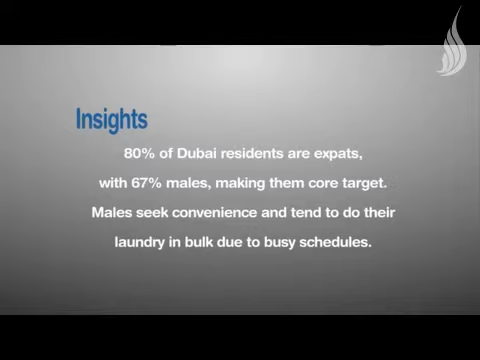 Insights
80% of Dubai residents are expats,
with 67% males, making them core target.
Males seek convenience and tend to do their
laundry in bulk due to busy schedules.